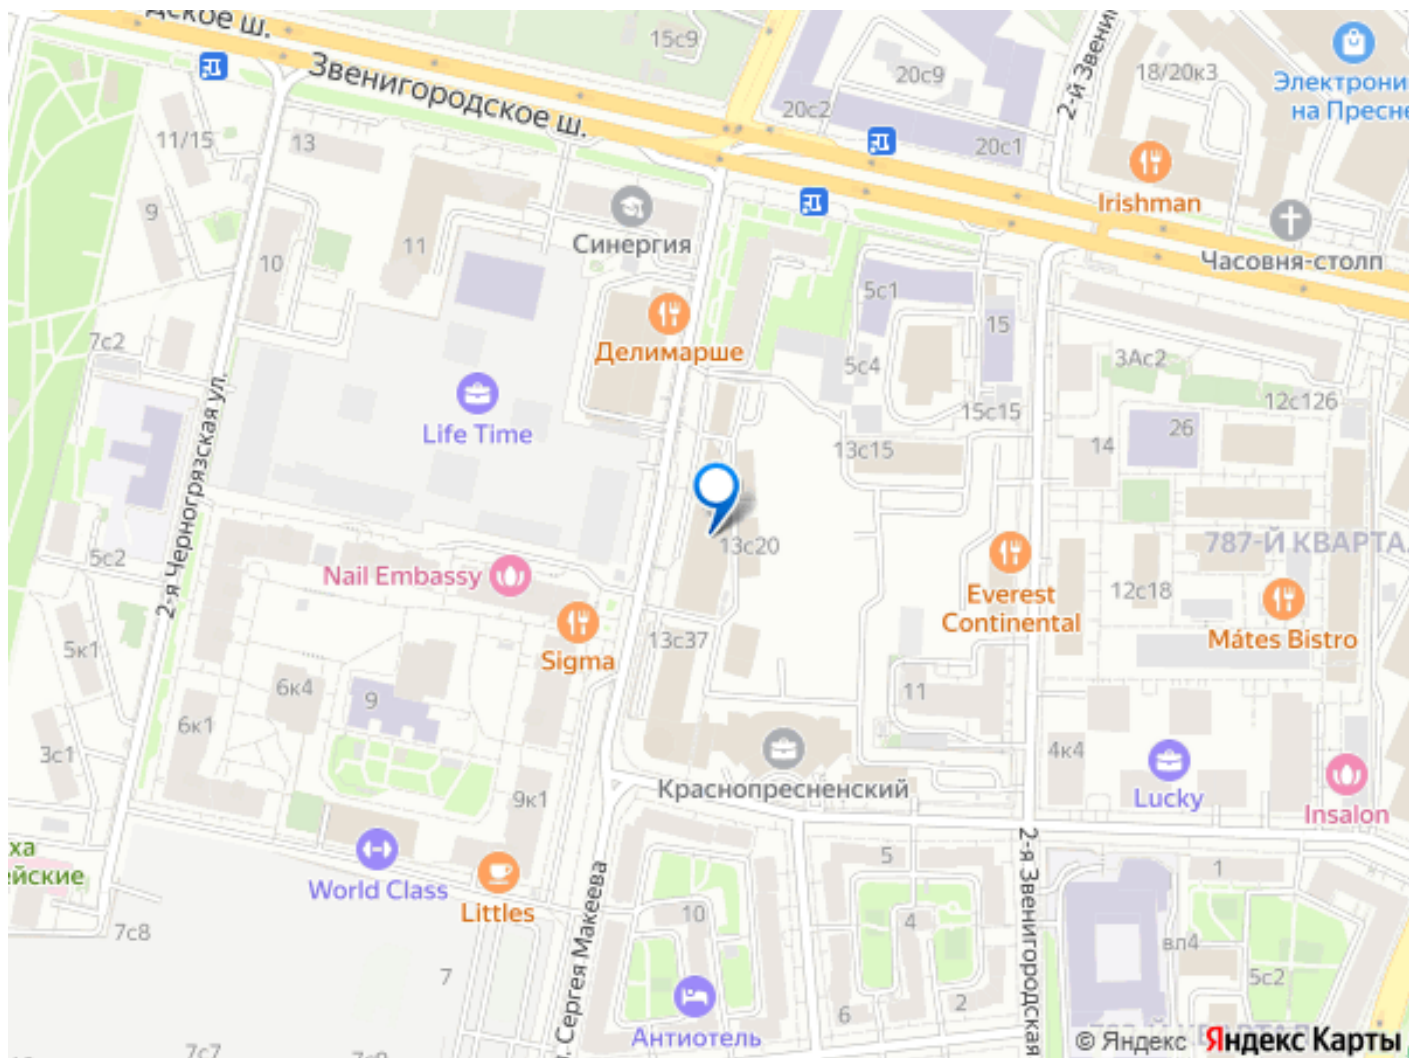 дское ш.
Звенигородское ш.
15с9
20с9
20с2
20с1
2-й Звени
18/20к3
Электрони
на Пресне
Irishman
Часовня-столп
11/15
13
9
11
10
Синергия
Делимарше
5с1
15
5с4
3Ас2
15с15
12с126
7с2
2-я Черногрязская ул.
Life Time
13с15
14
26
13с20
787-Й КВАРТА
5с2
Nail Embassy
Everest
Continental
12с18
Mátes Bistro
Sigma
13с37
5к1
6к4
9
11
6к1
3с1
4к4
Краснопресненский
Lucky
Insalon
9к1
ха
йские
World Class
Littles
. Сергея Макеева
2-я Звенигородская
5
1
10
4
7с8
7
вл4
5с2
2
6
Антиотель
7с7
© Яндекс
Яндекс Карты